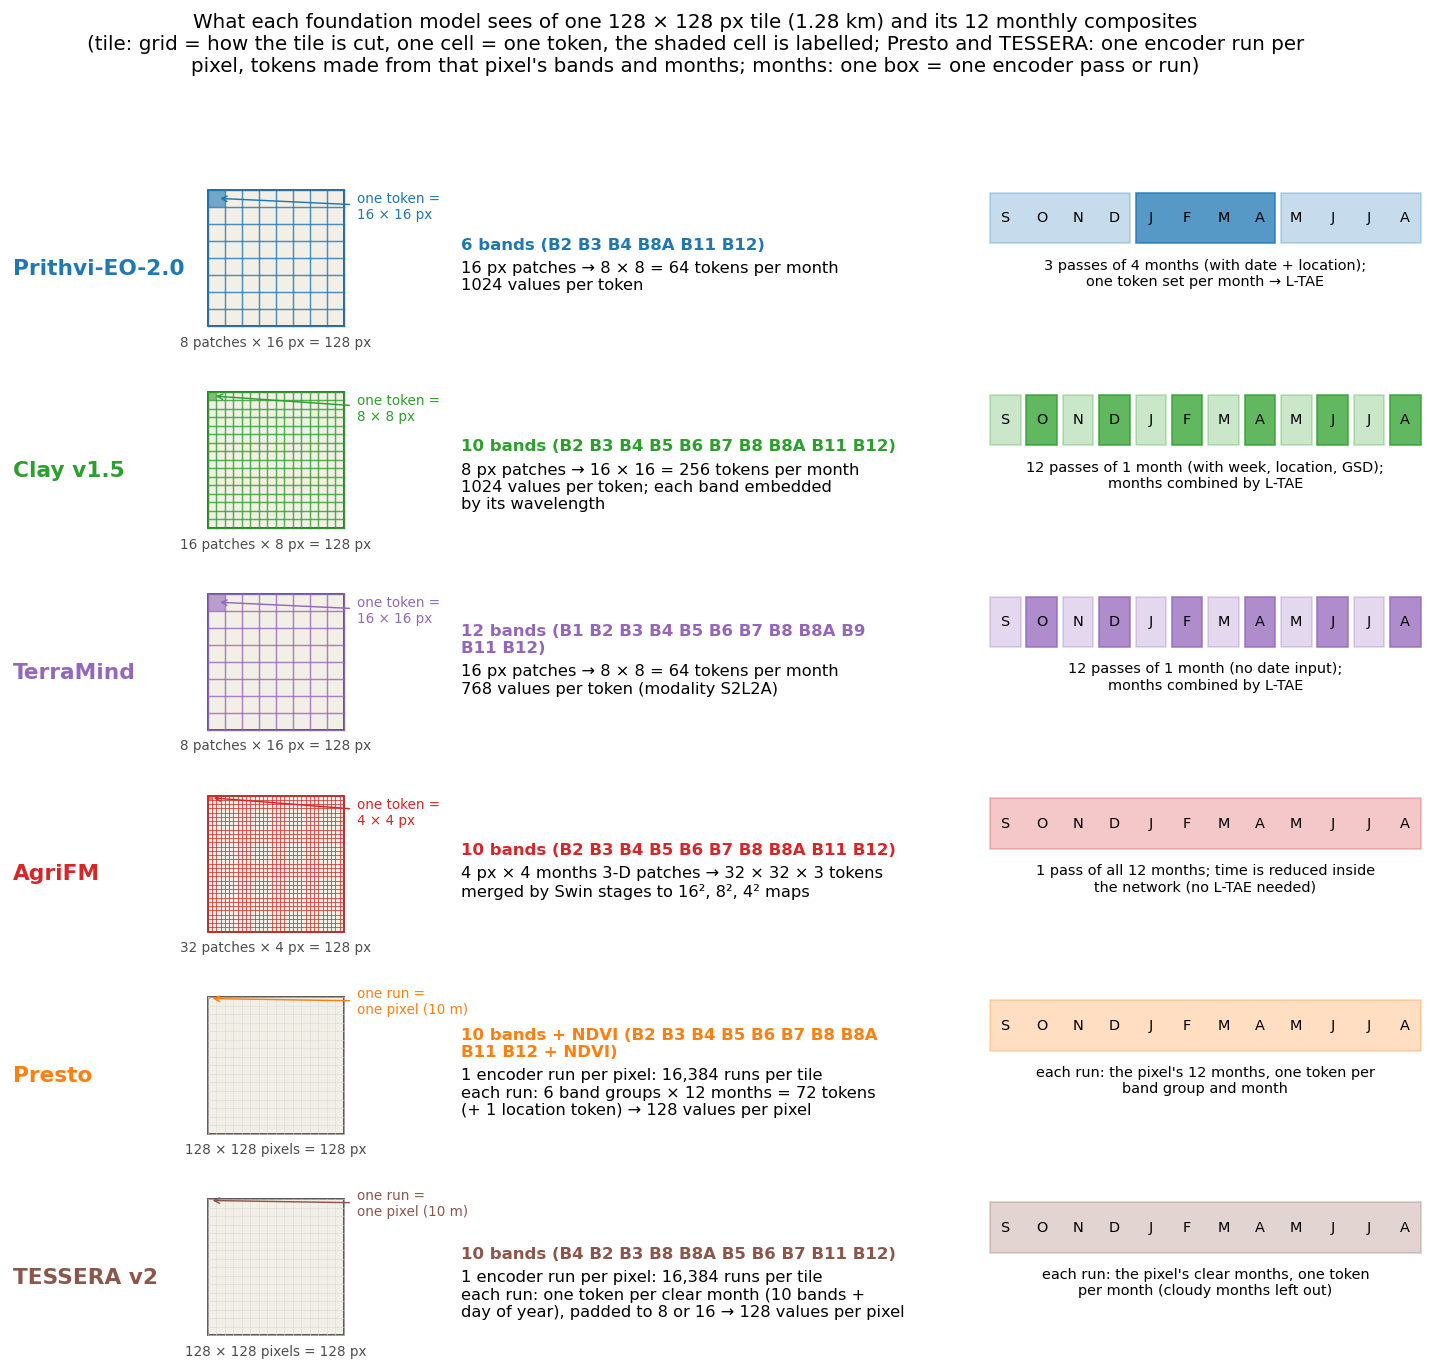 What each foundation model sees of one 128 × 128 px tile (1.28 km) and its 12 monthly composites
(tile: grid = how the tile is cut, one cell = one token, the shaded cell is labelled; Presto and TESSERA: one encoder run per
pixel, tokens made from that pixel's bands and months; months: one box = one encoder pass or run)
Prithvi-EO-2.0
one token =
16 × 16 px
8 patches × 16 px = 128 px
6 bands (B2 B3 B4 B8A B11 B12)
16 px patches → 8 × 8 = 64 tokens per month
1024 values per token
S O N D J F M A M J J A
3 passes of 4 months (with date + location);
one token set per month → L-TAE
Clay v1.5
one token =
8 × 8 px
16 patches × 8 px = 128 px
10 bands (B2 B3 B4 B5 B6 B7 B8 B8A B11 B12)
8 px patches → 16 × 16 = 256 tokens per month
1024 values per token; each band embedded
by its wavelength
S O N D J F M A M J J A
12 passes of 1 month (with week, location, GSD);
months combined by L-TAE
TerraMind
one token =
16 × 16 px
8 patches × 16 px = 128 px
12 bands (B1 B2 B3 B4 B5 B6 B7 B8 B8A B9
B11 B12)
16 px patches → 8 × 8 = 64 tokens per month
768 values per token (modality S2L2A)
S O N D J F M A M J J A
12 passes of 1 month (no date input);
months combined by L-TAE
AgriFM
one token =
4 × 4 px
32 patches × 4 px = 128 px
10 bands (B2 B3 B4 B5 B6 B7 B8 B8A B11 B12)
4 px × 4 months 3-D patches → 32 × 32 × 3 tokens
merged by Swin stages to 16², 8², 4² maps
S O N D J F M A M J J A
1 pass of all 12 months; time is reduced inside
the network (no L-TAE needed)
Presto
one run =
one pixel (10 m)
128 × 128 pixels = 128 px
10 bands + NDVI (B2 B3 B4 B5 B6 B7 B8 B8A
B11 B12 + NDVI)
1 encoder run per pixel: 16,384 runs per tile
each run: 6 band groups × 12 months = 72 tokens
(+ 1 location token) → 128 values per pixel
S O N D J F M A M J J A
each run: the pixel's 12 months, one token per
band group and month
TESSERA v2
one run =
one pixel (10 m)
128 × 128 pixels = 128 px
10 bands (B4 B2 B3 B8 B8A B5 B6 B7 B11 B12)
1 encoder run per pixel: 16,384 runs per tile
each run: one token per clear month (10 bands +
day of year), padded to 8 or 16 → 128 values per pixel
S O N D J F M A M J J A
each run: the pixel's clear months, one token
per month (cloudy months left out)